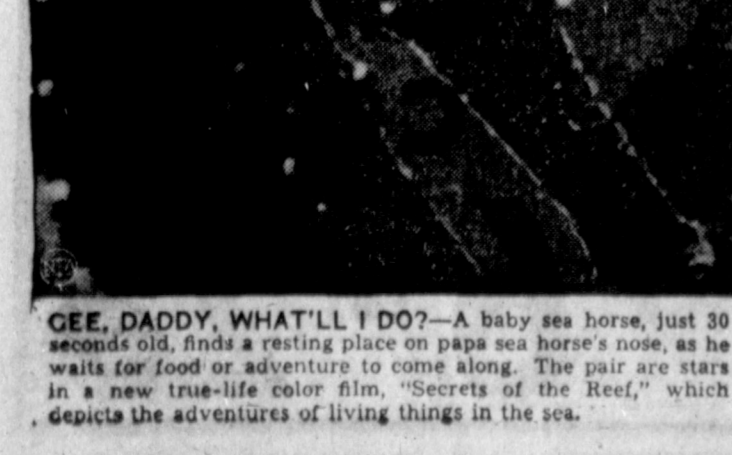 GEE, DADDY, WHAT'LL I DO?—A baby sea horse, just 30
seconds old, finds a resting place on papa sea horse's nose, as he
waits for food or adventure to come along. The pair are stars
in a new true-life color film, "Secrets of the Reef," which
depicts the adventures of living things in the sea.